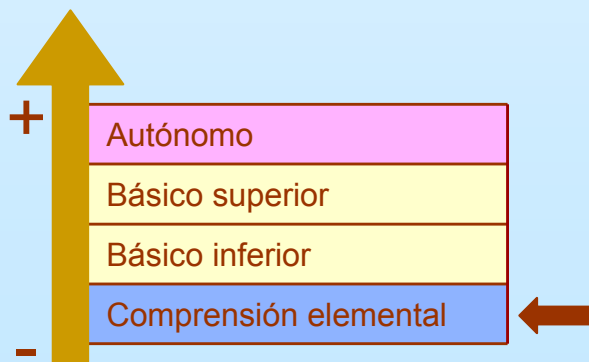 +
Autónomo
Básico superior
Básico inferior
Comprensión elemental
-